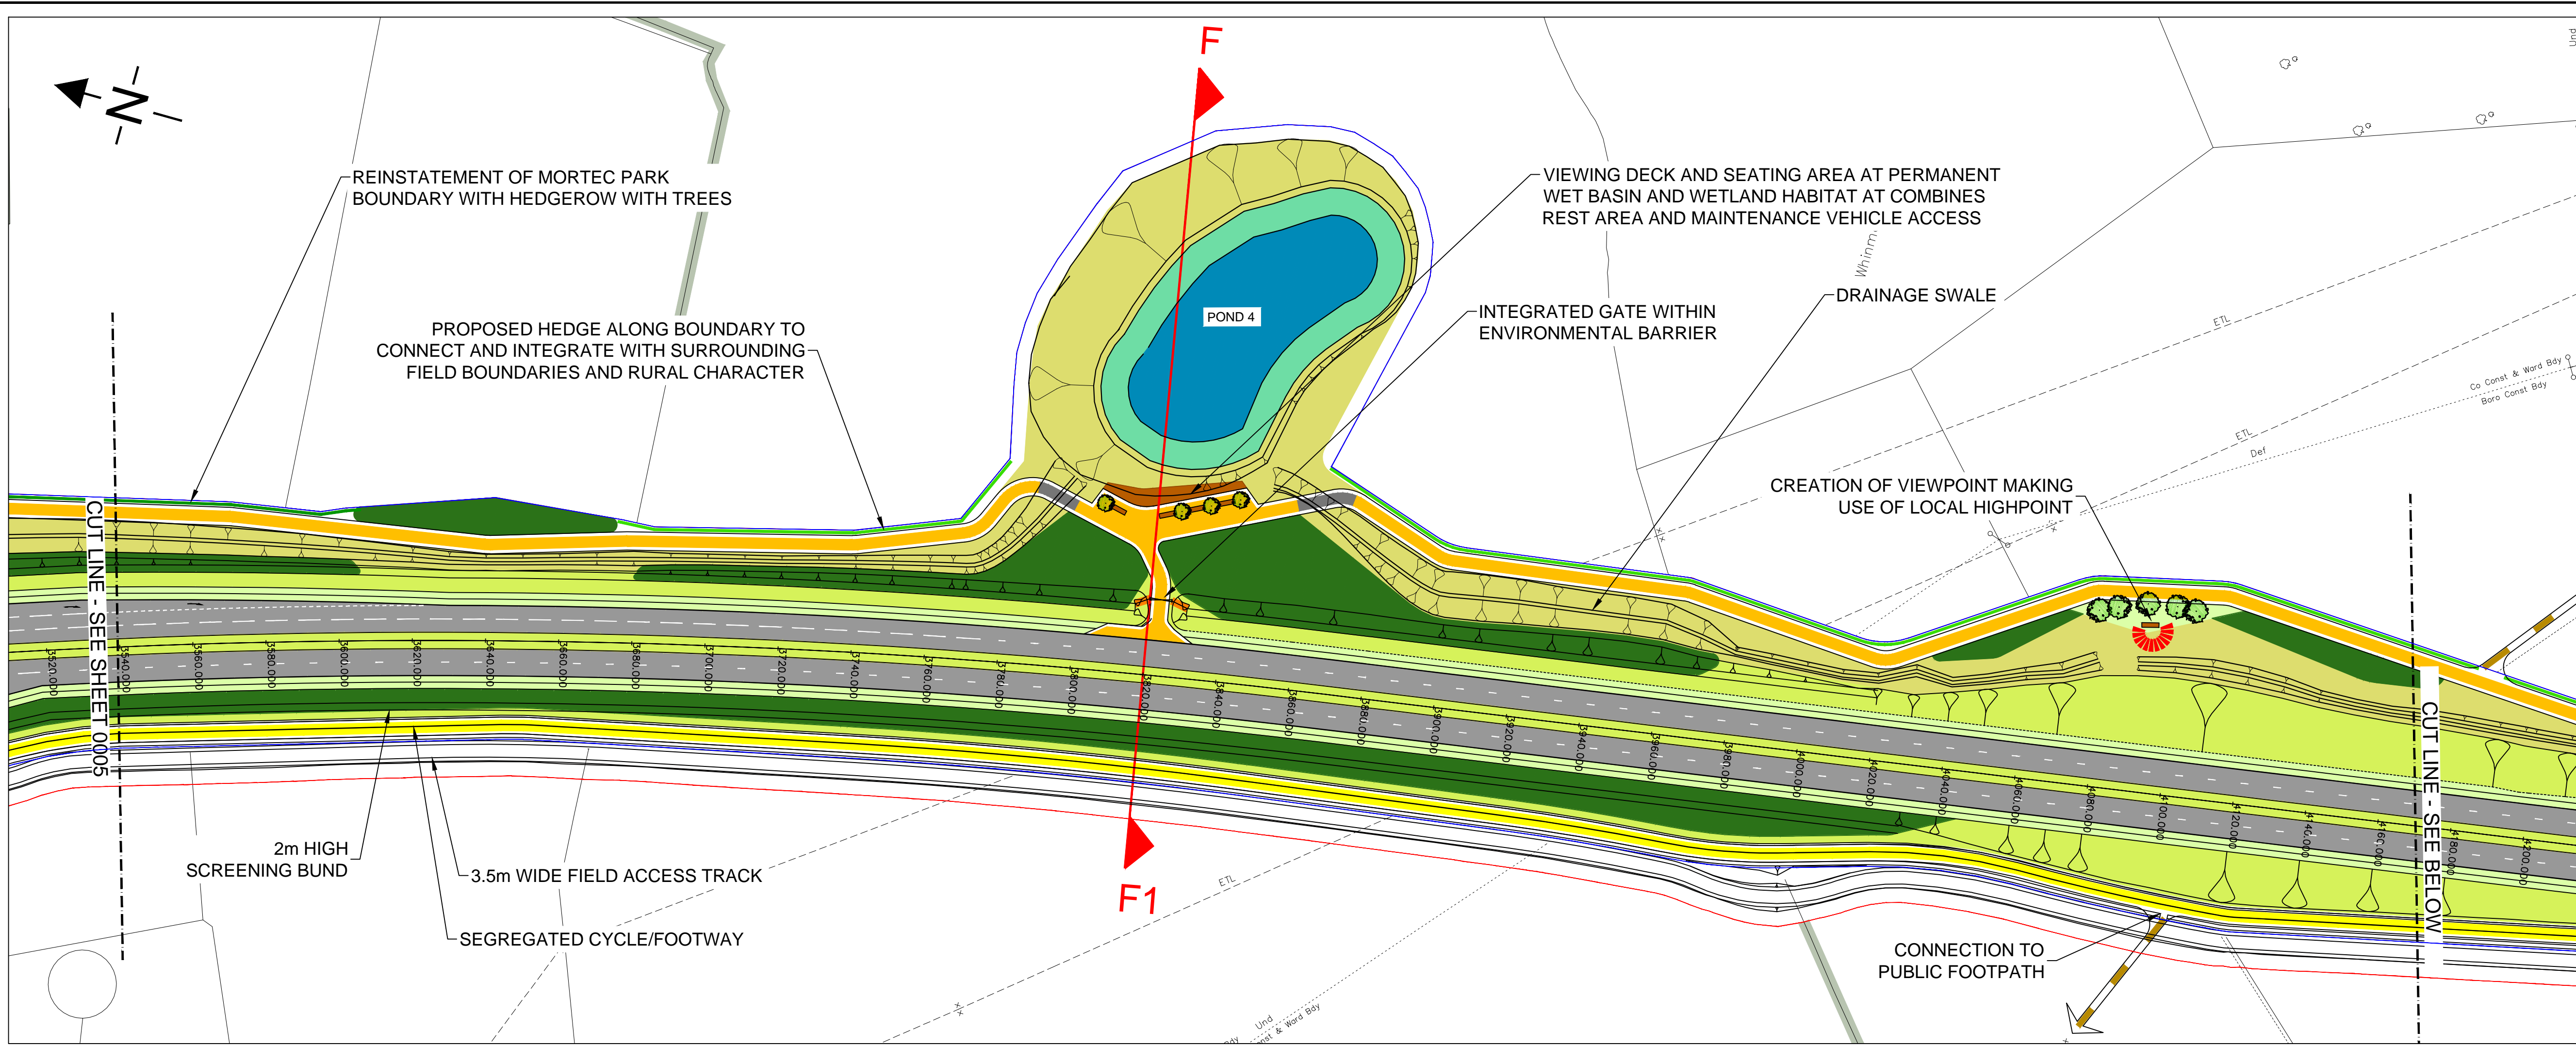 F
N
REINSTATEMENT OF MORTEC PARK
BOUNDARY WITH HEDGEROW WITH TREES
VIEWING DECK AND SEATING AREA AT PERMANENT
WET BASIN AND WETLAND HABITAT AT COMBINES
REST AREA AND MAINTENANCE VEHICLE ACCESS
Whinm
POND 4
INTEGRATED GATE WITHIN
ENVIRONMENTAL BARRIER
DRAINAGE SWALE
PROPOSED HEDGE ALONG BOUNDARY TO
CONNECT AND INTEGRATE WITH SURROUNDING
FIELD BOUNDARIES AND RURAL CHARACTER
ETL
Co Const & Ward Bdy
Boro Const Bdy
ETL
Def
CREATION OF VIEWPOINT MAKING
USE OF LOCAL HIGHPOINT
CUT LINE - SEE SHEET 0005
3520.000
3540.000
3560.000
3580.000
3600.000
3620.000
3640.000
3660.000
3680.000
3700.000
3720.000
3740.000
3760.000
3780.000
3800.000
3820.000
3840.000
3860.000
3880.000
3900.000
3920.000
3940.000
3960.000
3980.000
4000.000
4020.000
4040.000
4060.000
4080.000
4100.000
4120.000
4140.000
4160.000
4180.000
4200.000
CUT LINE - SEE BELOW
2m HIGH
SCREENING BUND
3.5m WIDE FIELD ACCESS TRACK
SEGREGATED CYCLE/FOOTWAY
F1
ETL
CONNECTION TO
PUBLIC FOOTPATH
Und
Bdy
nst & Ward Bdy
Und